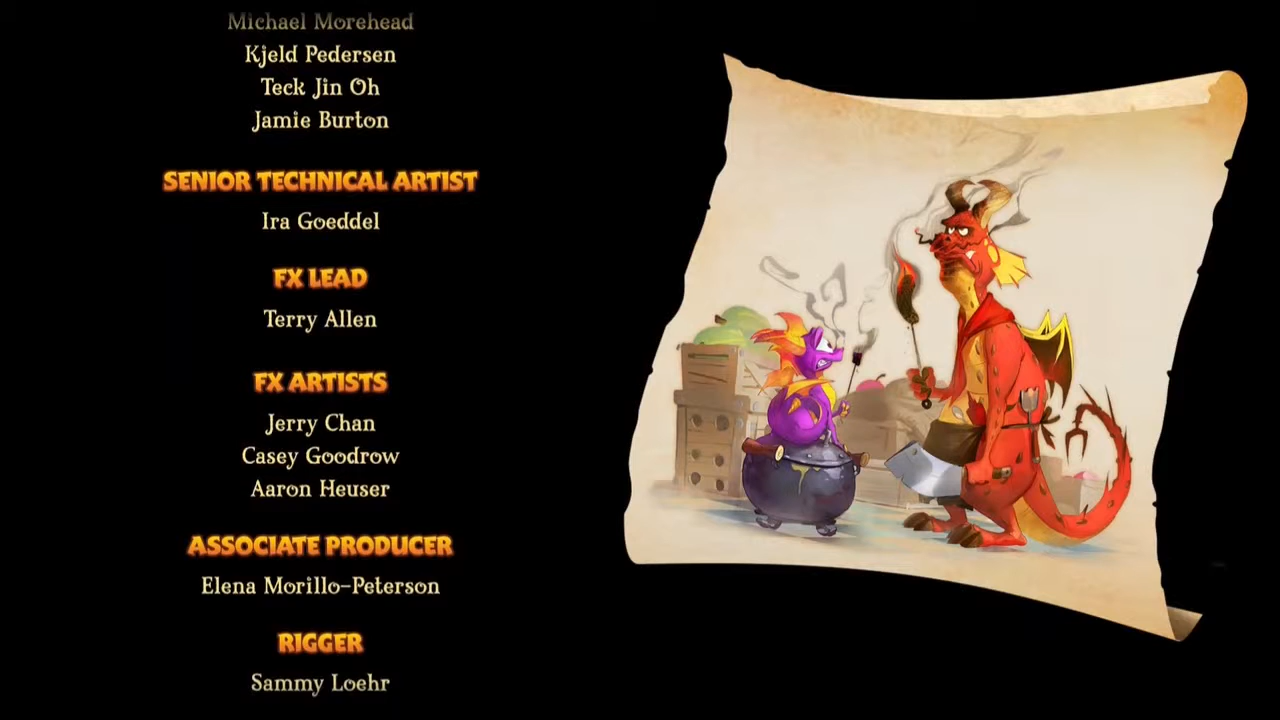 Michael Morehead
Kjeld Pedersen
Teck Jin Oh
Jamie Burton
SENIOR TECHNICAL ARTIST
Ira Goeddel
FX LEAD
Terry Allen
FX ARTISTS
Jerry Chan
Casey Goodrow
Aaron Heuser
ASSOCIATE PRODUCER
Elena Morillo-Peterson
RIGGER
Sammy Loehr